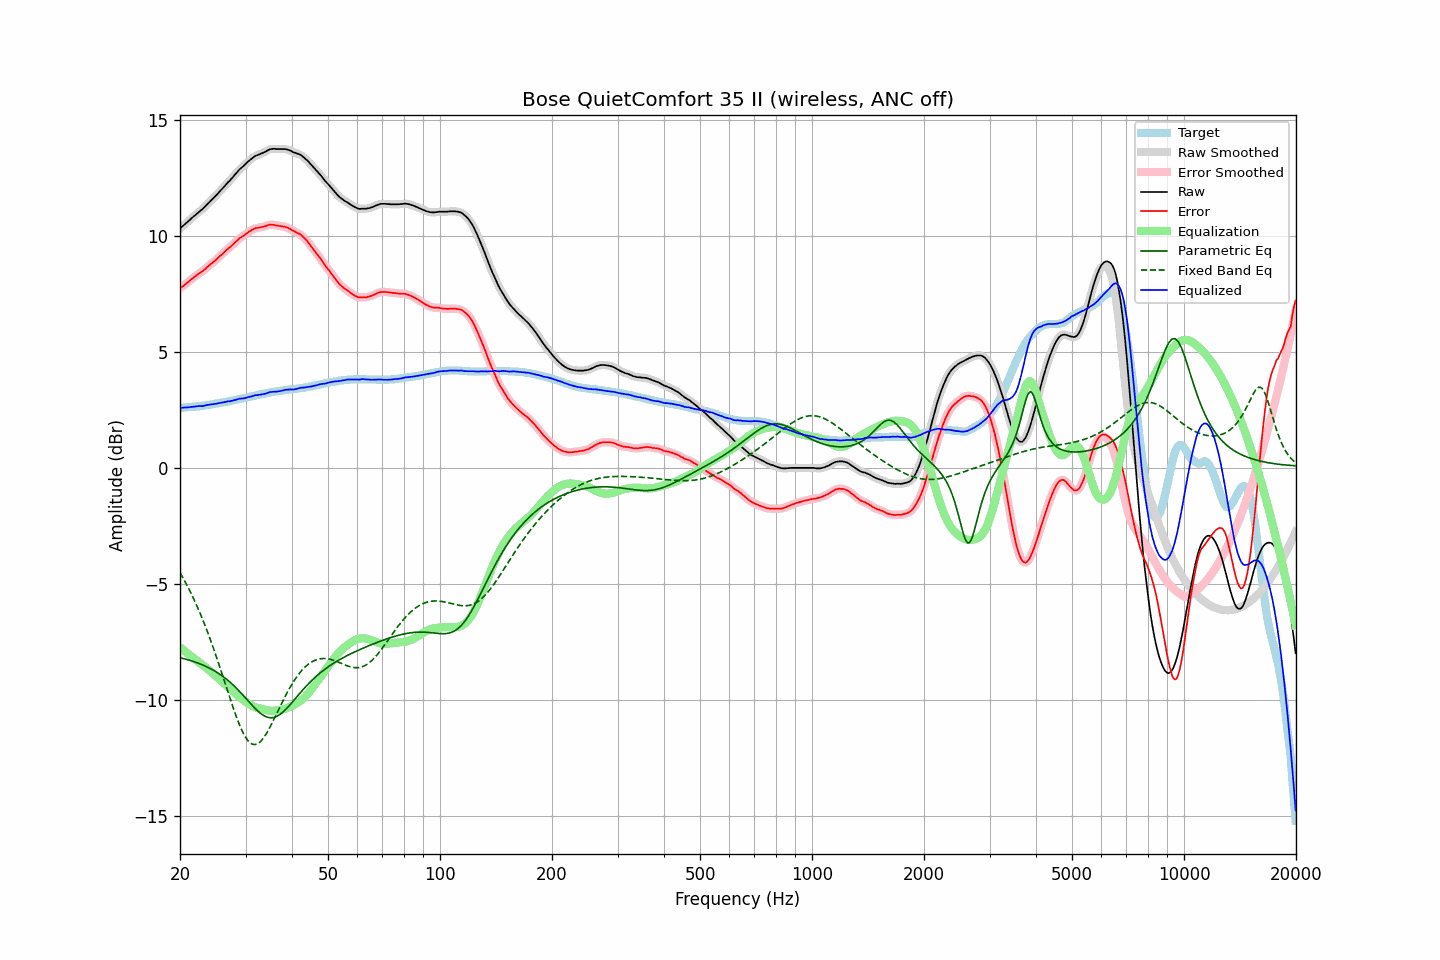 Bose QuietComfort 35 II (wireless, ANC off)
15
10
5
0
−5
−10
−15
Amplitude (dBr)
Target
Raw Smoothed
Error Smoothed
Raw
Error
Equalization
Parametric Eq
Fixed Band Eq
Equalized
20 50 100 200 500 1000 2000 5000 10000 20000
Frequency (Hz)